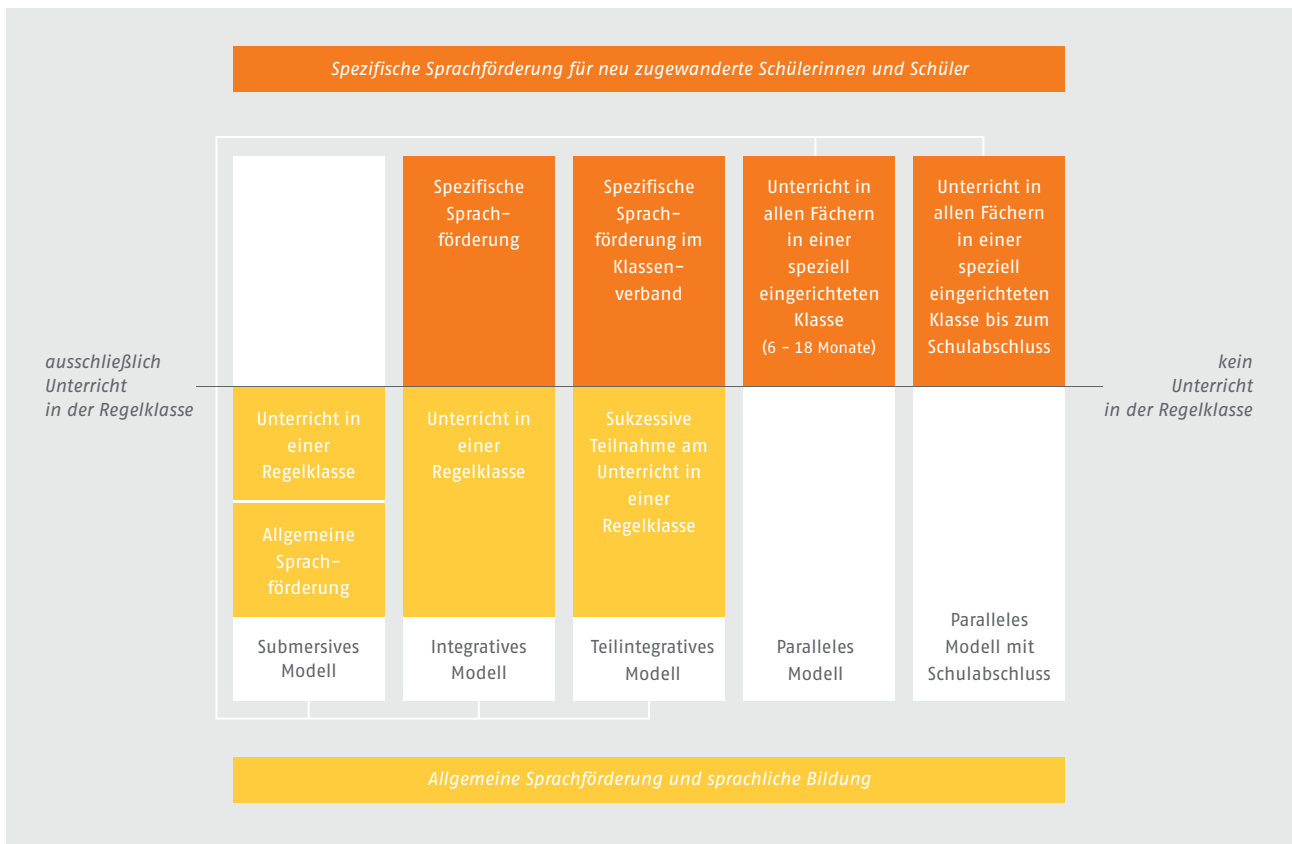 Spezifische Sprachförderung für neu zugewanderte Schülerinnen und Schüler
Spezifische
Sprach-
förderung
Spezifische
Sprach-
förderung im
Klassen-
verband
Unterricht in
allen Fächern
in einer
speziell
eingerichteten
Klasse
(6 – 18 Monate)
Unterricht in
allen Fächern
in einer
speziell
eingerichteten
Klasse bis zum
Schulabschluss
ausschließlich
Unterricht
in der Regelklasse
kein
Unterricht
in der Regelklasse
Unterricht in
einer
Regelklasse
Allgemeine
Sprach-
förderung
Unterricht in
einer
Regelklasse
Sukzessive
Teilnahme am
Unterricht in
einer
Regelklasse
Submersives
Modell
Integratives
Modell
Teilintegratives
Modell
Paralleles
Modell
Paralleles
Modell mit
Schulabschluss
Allgemeine Sprachförderung und sprachliche Bildung